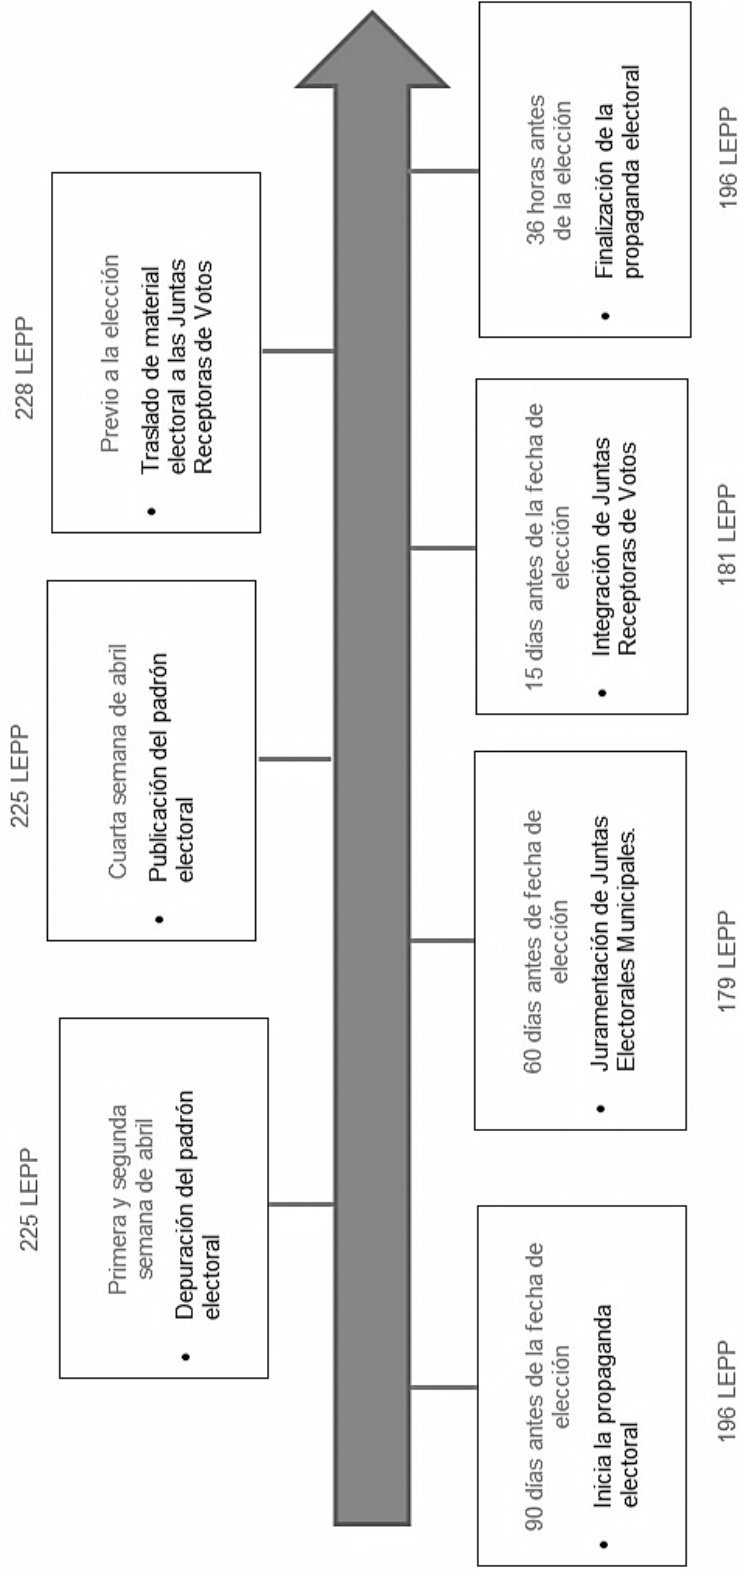 225 LEPP
Primera y segunda
semana de abril
• Depuración del padrón
electoral
225 LEPP
Cuarta semana de abril
• Publicación del padrón
electoral
228 LEPP
Previo a la elección
• Traslado de material
electoral a las Juntas
Receptoras de Votos
90 días antes de la fecha de
elección
• Inicia la propaganda
electoral
196 LEPP
60 días antes de fecha de
elección
• Juramentación de Juntas
Electorales Municipales.
179 LEPP
15 días antes de la fecha de
elección
• Integración de Juntas
Receptoras de Votos
181 LEPP
36 horas antes
de la elección
• Finalización de la
propaganda electoral
196 LEPP